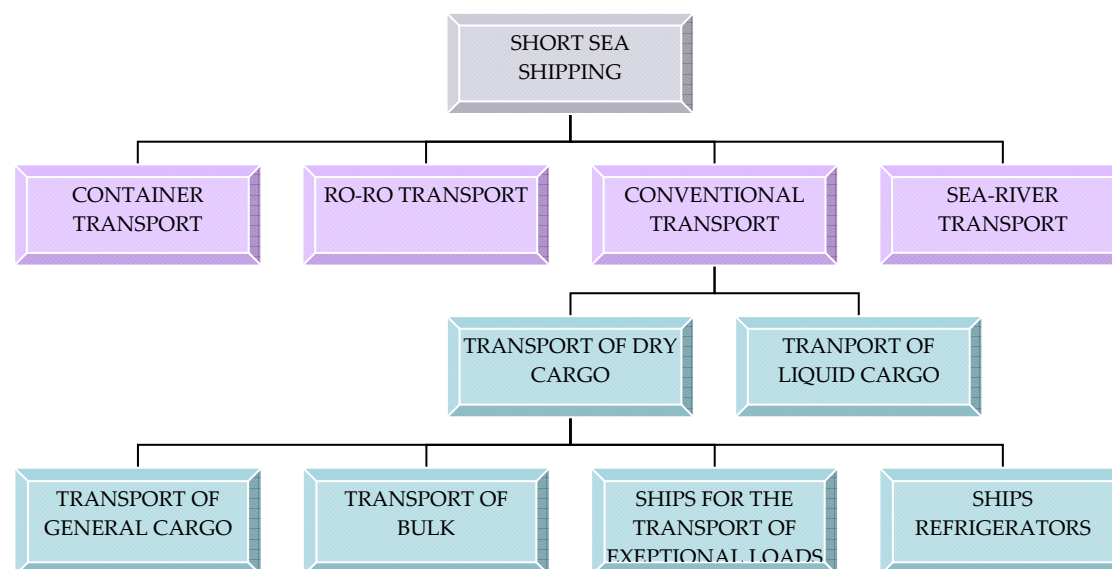 SHORT SEA
SHIPPING
CONTAINER
TRANSPORT
RO-RO TRANSPORT
CONVENTIONAL
TRANSPORT
SEA-RIVER
TRANSPORT
TRANSPORT OF DRY
CARGO
TRANPORT OF
LIQUID CARGO
TRANSPORT OF
GENERAL CARGO
TRANSPORT OF
BULK
SHIPS FOR THE
TRANSPORT OF
EXEPTIONAL LOADS
SHIPS
REFRIGERATORS